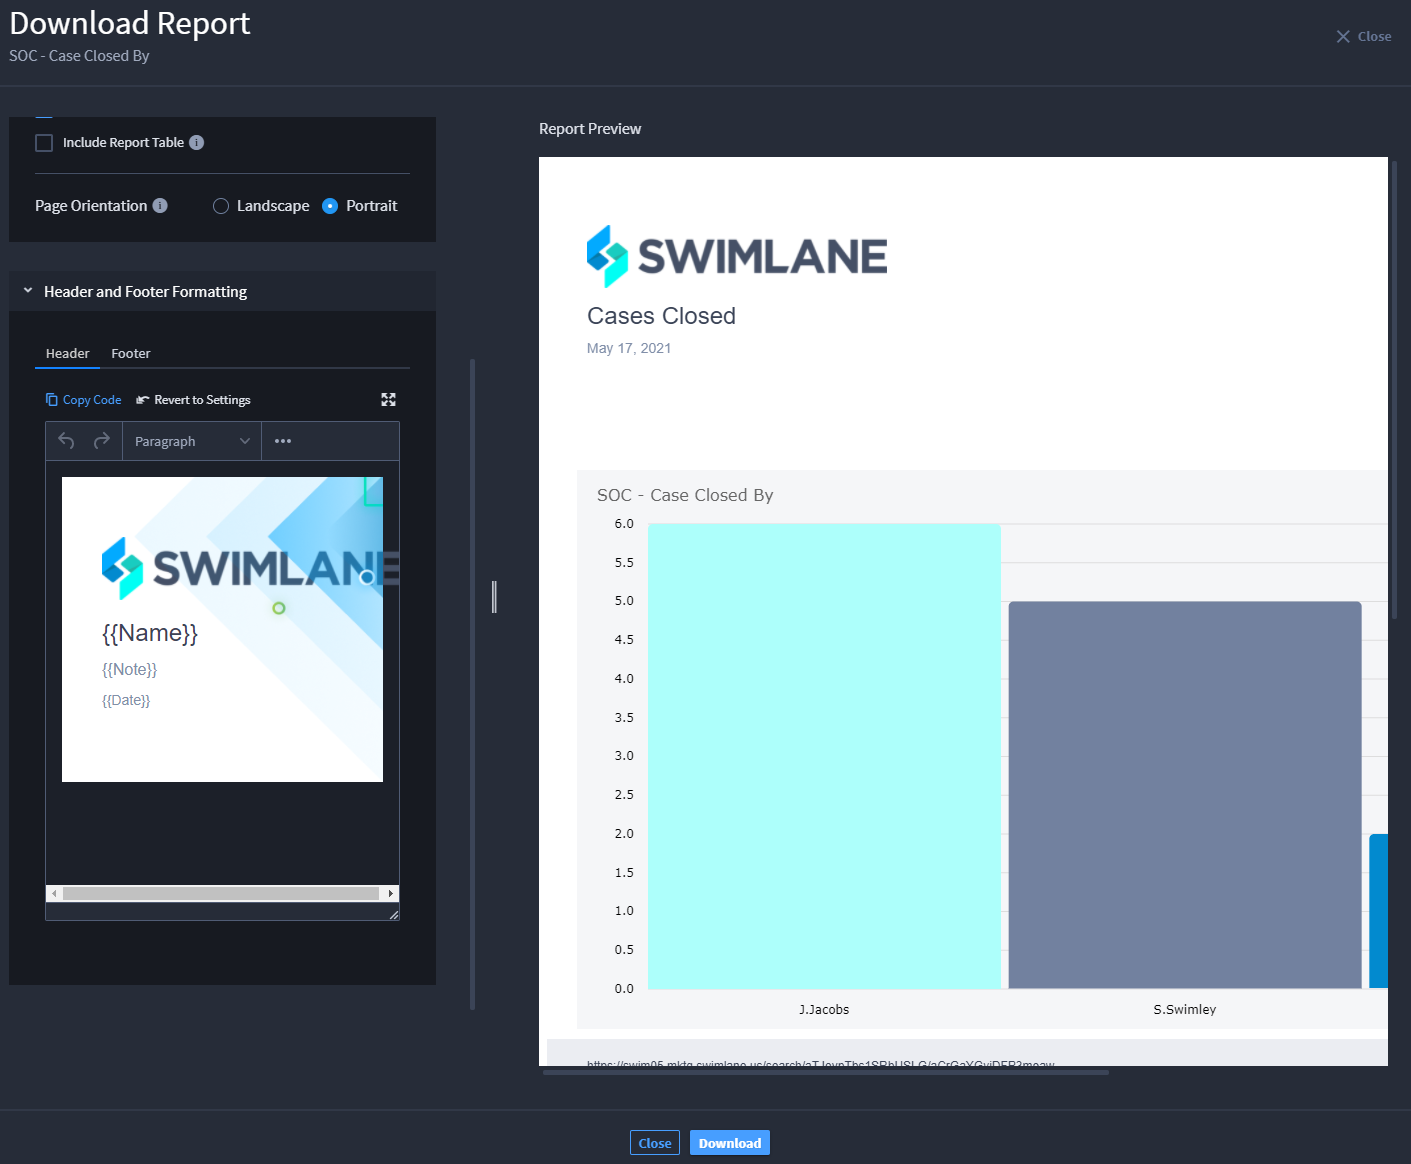 Download Report
SOC - Case Closed By
Close
Include Report Table
Page Orientation
Landscape
Portrait
Header and Footer Formatting
Header
Footer
Copy Code
Revert to Settings
Paragraph
SWIMLANE
{{Name}}
{{Note}}
{{Date}}
Report Preview
SWIMLANE
Cases Closed
May 17, 2021
SOC - Case Closed By
6.0
5.5
5.0
4.5
4.0
3.5
3.0
2.5
2.0
1.5
1.0
0.5
0.0
J.Jacobs
S.Swimley
Close
Download